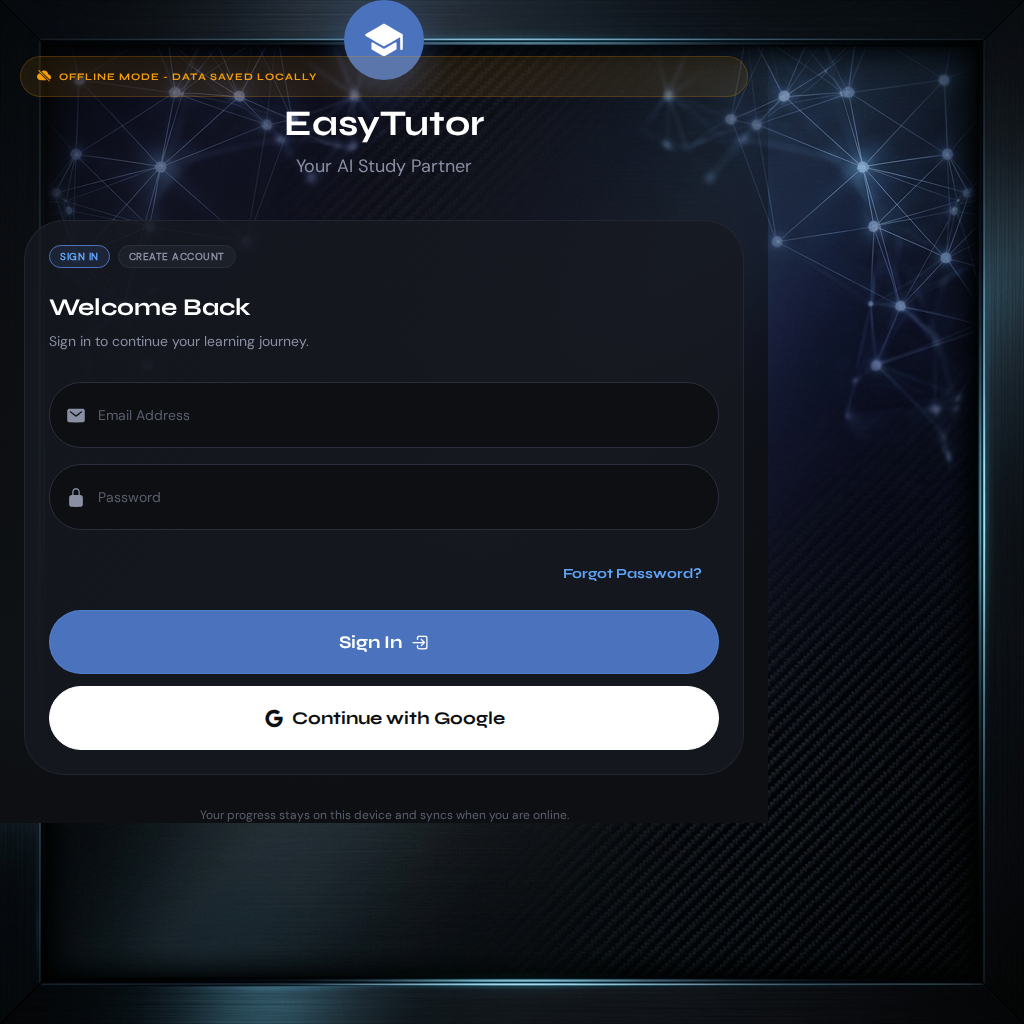 OFFLINE MODE - DATA SAVED LOCALLY
EasyTutor
Your AI Study Partner
SIGN IN
CREATE ACCOUNT
Welcome Back
Sign in to continue your learning journey.
Email Address
Password
Forgot Password?
Sign In
Continue with Google
Your progress stays on this device and syncs when you are online.